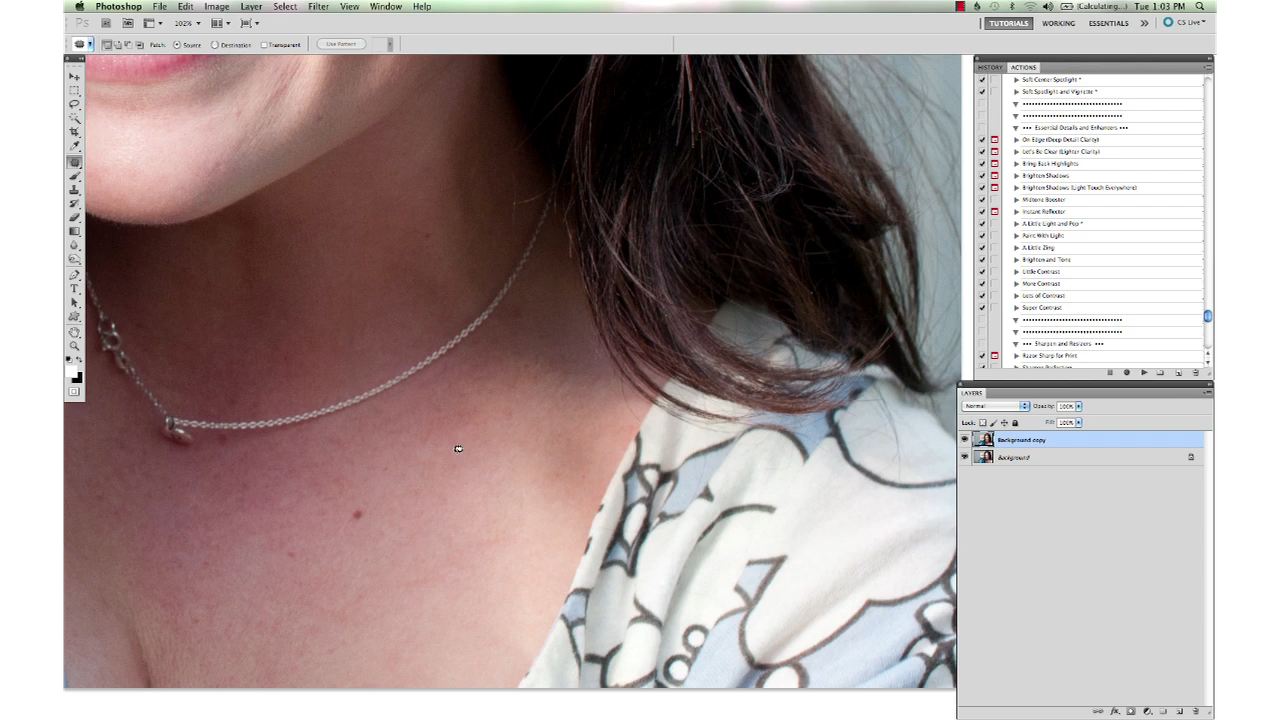 Photoshop File Edit Image Layer Select Filter View Window Help (Calculating...) Tue 1:03 PM
Ps Br Mb 102% TUTORIALS WORKING ESSENTIALS >> CS Live
Patch: Source Destination Transparent Use Pattern
HISTORY ACTIONS
Soft Center Spotlight *
Soft Spotlight and Vignette *
••• Essential Details and Enhancers •••
On Edge (Deep Detail Clarity)
Let's Be Clear (Lighter Clarity)
Bring Back Highlights
Brighten Shadows
Brighten Shadows (Light Touch Everywhere)
Midtone Booster
Instant Reflector
A Little Light and Pop *
Paint With Light
A Little Zing
Brighten and Tone
Little Contrast
More Contrast
Lots of Contrast
Super Contrast
••• Sharpen and Resizers •••
Razor Sharp for Print
LAYERS
Normal Opacity: 100%
Lock: Fill: 100%
Background copy
Background